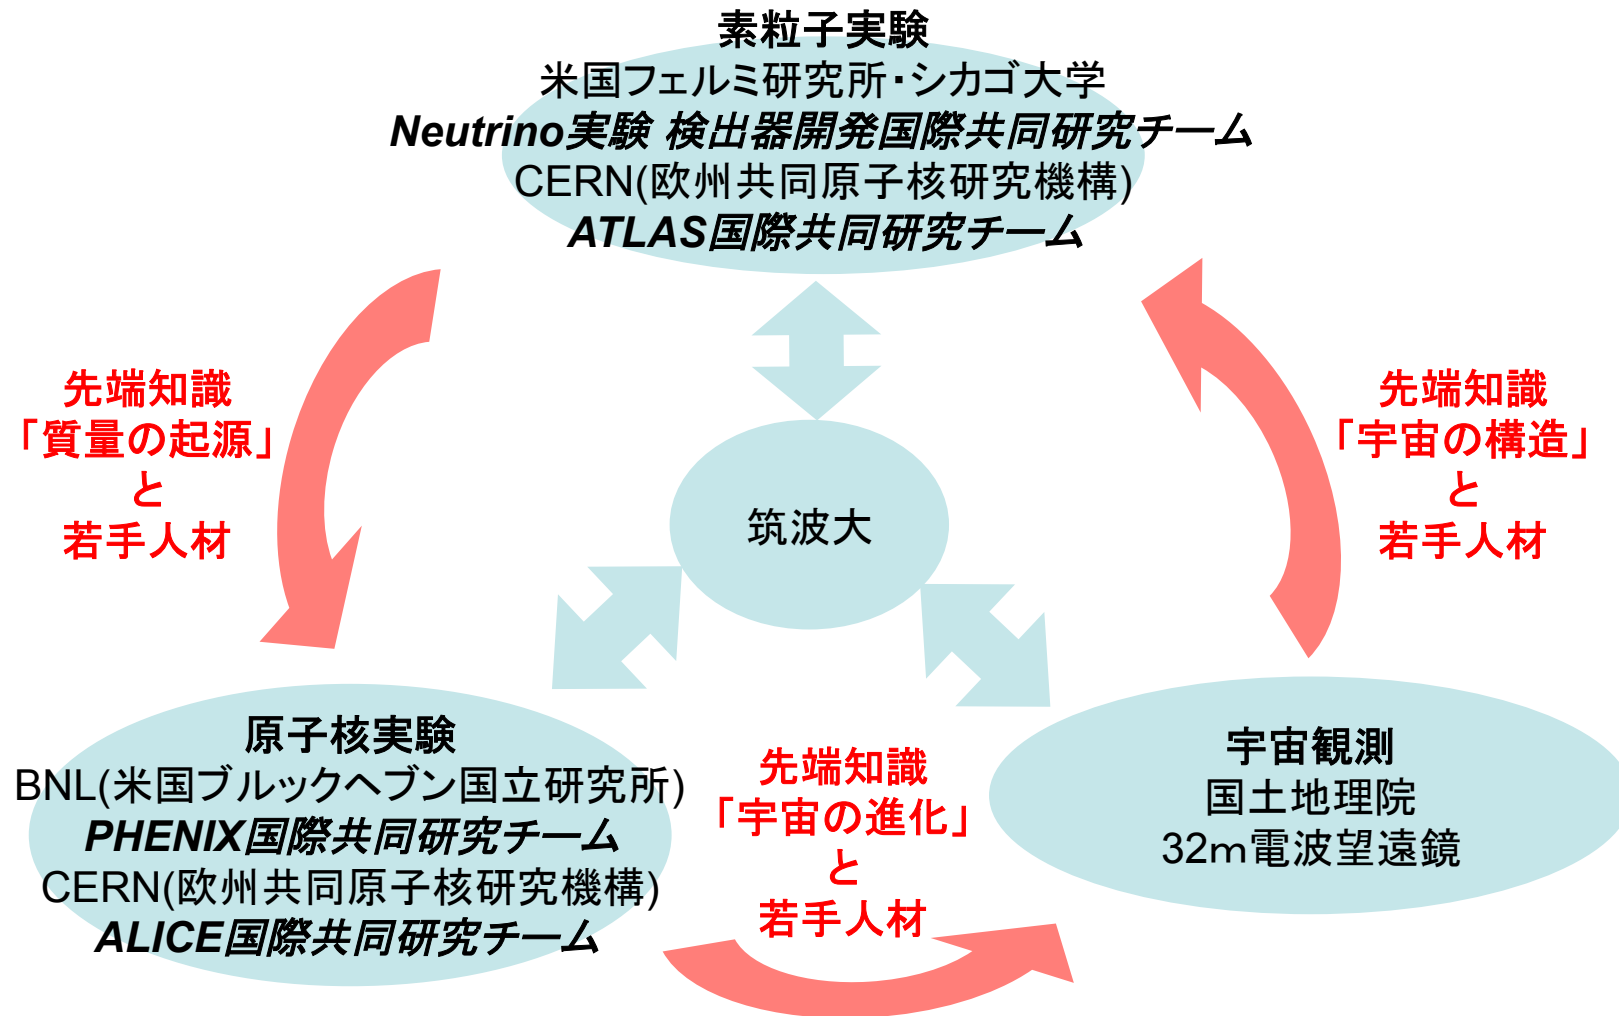 素粒子実験
米国フェルミ研究所・シカゴ大学
Neutrino実験 検出器開発国際共同研究チーム
CERN(欧州共同原子核研究機構)
ATLAS国際共同研究チーム
先端知識
「質量の起源」
と
若手人材
先端知識
「宇宙の構造」
と
若手人材
筑波大
原子核実験
BNL(米国ブルックヘブン国立研究所)
PHENIX国際共同研究チーム
CERN(欧州共同原子核研究機構)
ALICE国際共同研究チーム
先端知識
「宇宙の進化」
と
若手人材
宇宙観測
国土地理院
32ｍ電波望遠鏡